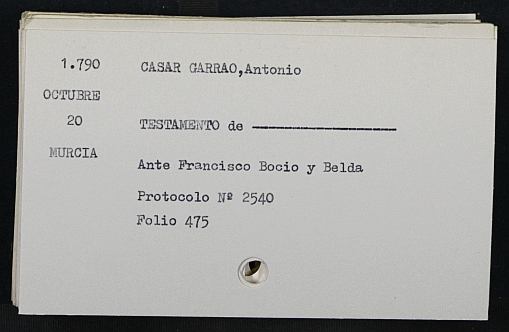 1.790 CASAR GARRAO,Antonio
OCTUBRE
20 TESTAMENTO de ————————
MURCIA
Ante Francisco Bocio y Belda
Protocolo Nº 2540
Folio 475